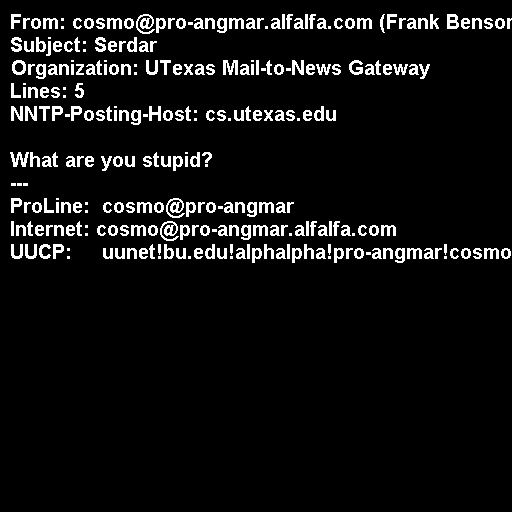 From: cosmo@pro-angmar.alfalfa.com (Frank Benson
Subject: Serdar
Organization: UTexas Mail-to-News Gateway
Lines: 5
NNTP-Posting-Host: cs.utexas.edu

What are you stupid?
---
ProLine:  cosmo@pro-angmar
Internet: cosmo@pro-angmar.alfalfa.com
UUCP:     uunet!bu.edu!alphalpha!pro-angmar!cosmo